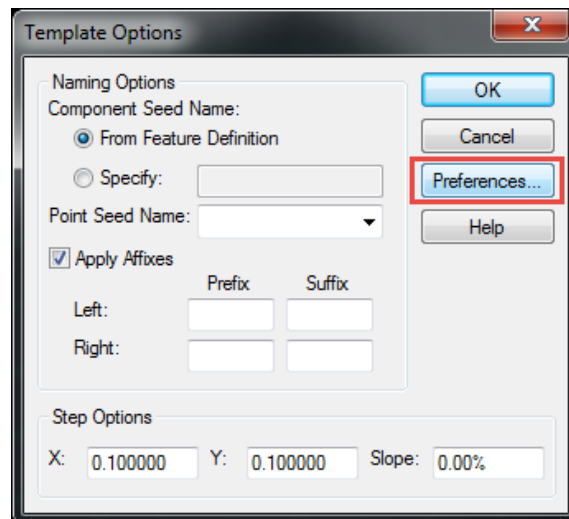 Template Options
Naming Options
Component Seed Name:
From Feature Definition
Specify:
Point Seed Name:
Apply Affixes
Prefix Suffix
Left:
Right:
OK
Cancel
Preferences...
Help
Step Options
X: 0.100000 Y: 0.100000 Slope: 0.00%